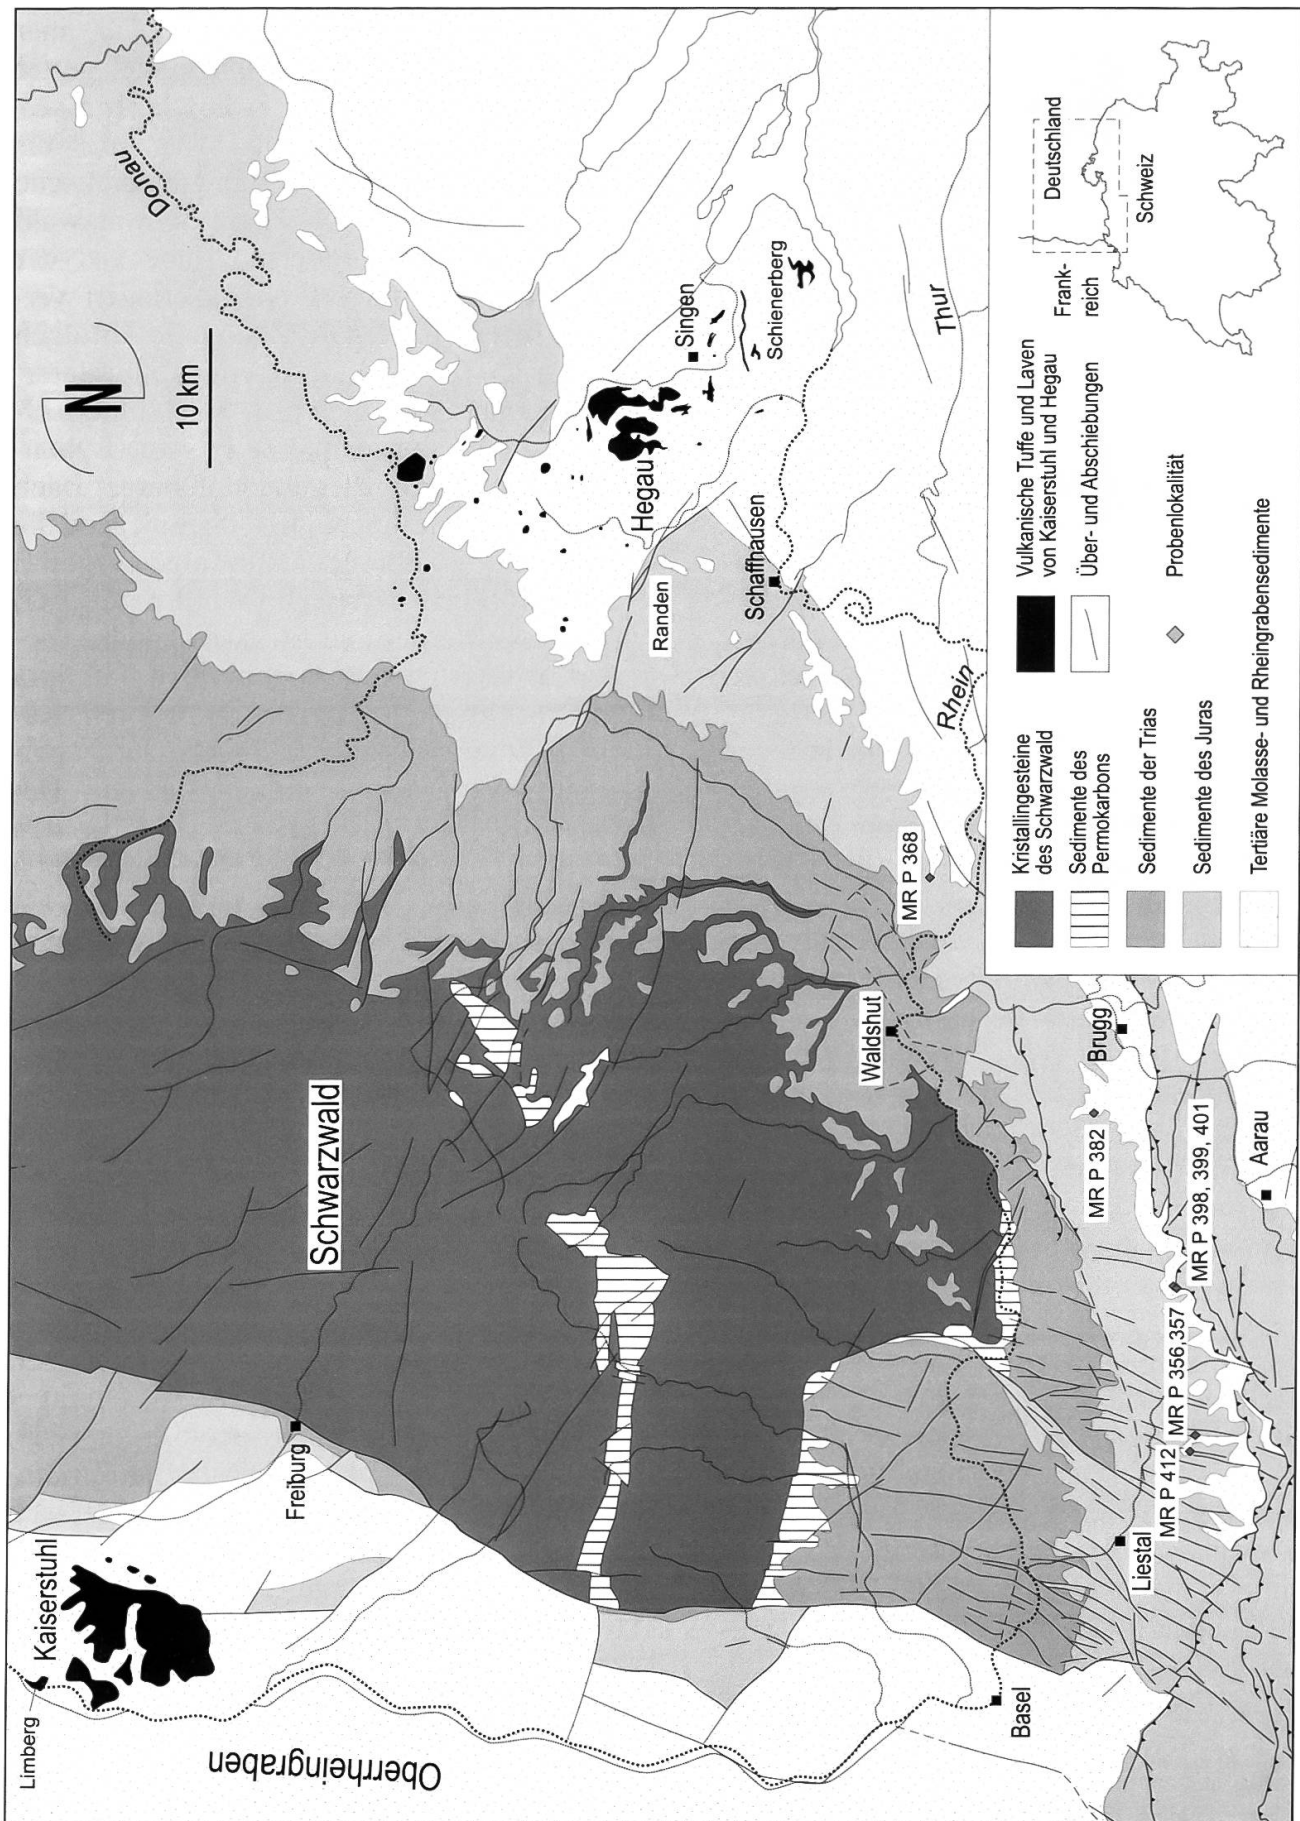 Limberg
Kaiserstuhl
Oberrheingraben
Freiburg
Schwarzwald
N
10 km
Donau
Hegau
Singen
Schienerberg
Randen
Schaffhausen
Rhein
Thur
Waldshut
Basel
Liestal
Brugg
Aarau
MR P 368
MR P 382
MR P 398, 399, 401
MR P 356,357
MR P 412
Kristallingesteine
des Schwarzwald
Sedimente des
Permokarbons
Sedimente der Trias
Sedimente des Juras
Tertiäre Molasse- und Rheingrabensedimente
Vulkanische Tuffe und Laven
von Kaiserstuhl und Hegau
Über- und Abschiebungen
Probenlokalität
Frank-
reich
Deutschland
Schweiz